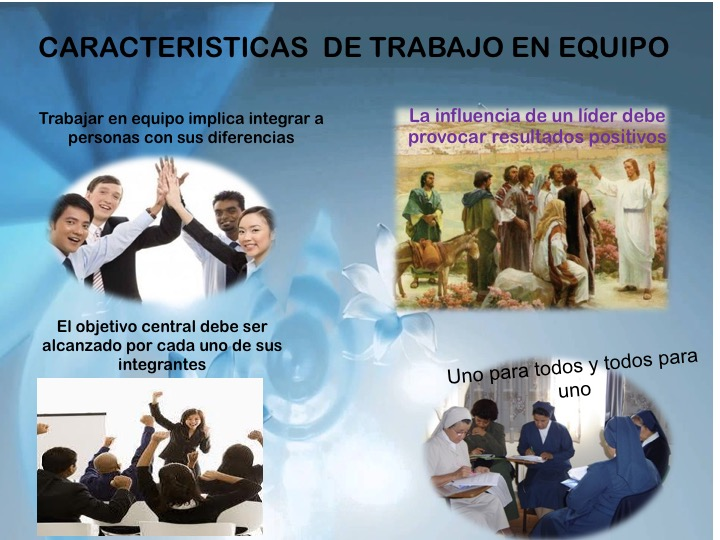 CARACTERISTICAS  DE TRABAJO EN EQUIPO
Trabajar en equipo implica integrar a
personas con sus diferencias
La influencia de un líder debe
provocar resultados positivos
El objetivo central debe ser
alcanzado por cada uno de sus
integrantes
Uno para todos y todos para
uno